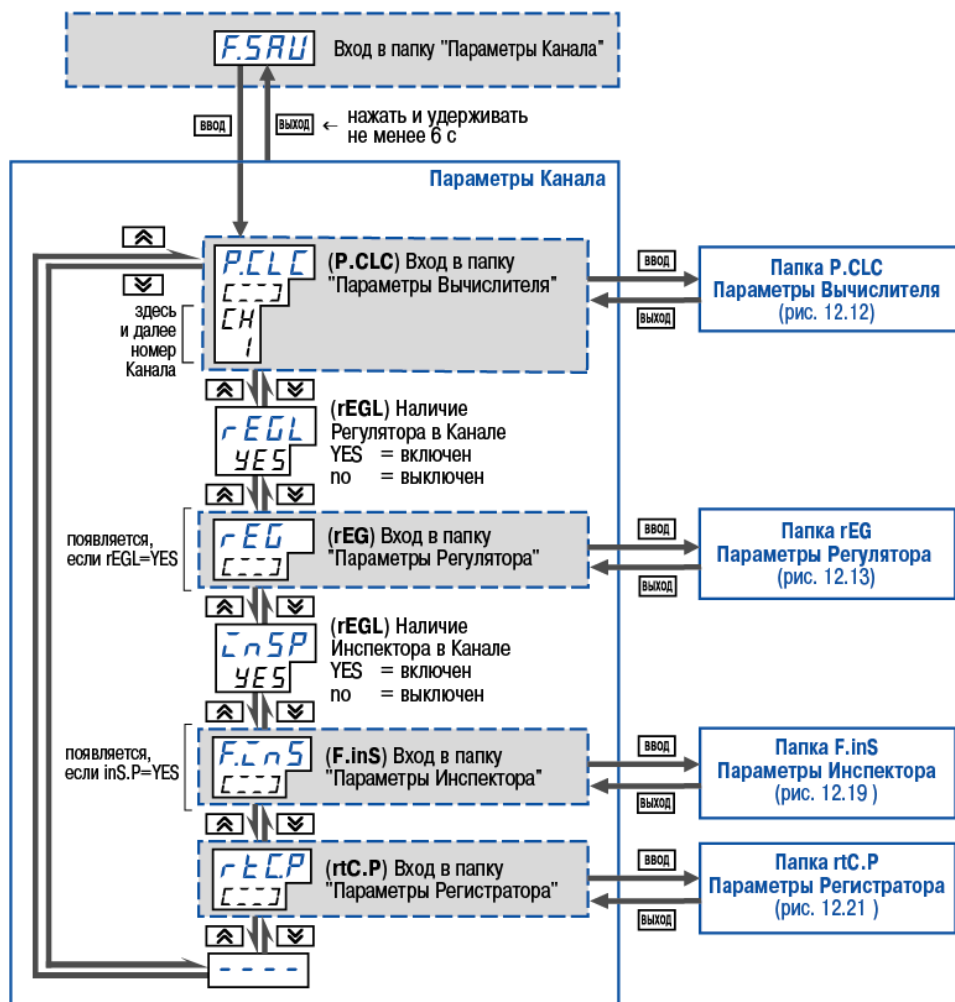 F.SAU
Вход в папку "Параметры Канала"
ВВОД
ВЫХОД
← нажать и удерживать
не менее 6 с
Параметры Канала
P.CLC
[---]
CH
1
здесь
и далее
номер
Канала
(P.CLC) Вход в папку
"Параметры Вычислителя"
ВВОД
ВЫХОД
Папка P.CLC
Параметры Вычислителя
(рис. 12.12)
rEGL
YES
(rEGL) Наличие
Регулятора в Канале
YES = включен
no = выключен
появляется,
если rEGL=YES
rEG
[---]
(rEG) Вход в папку
"Параметры Регулятора"
ВВОД
ВЫХОД
Папка rEG
Параметры Регулятора
(рис. 12.13)
inSP
YES
(rEGL) Наличие
Инспектора в Канале
YES = включен
no = выключен
появляется,
если inS.P=YES
F.inS
[---]
(F.inS) Вход в папку
"Параметры Инспектора"
ВВОД
ВЫХОД
Папка F.inS
Параметры Инспектора
(рис. 12.19 )
rtC.P
[---]
(rtC.P) Вход в папку
"Параметры Регистратора"
ВВОД
ВЫХОД
Папка rtC.P
Параметры Регистратора
(рис. 12.21 )
----